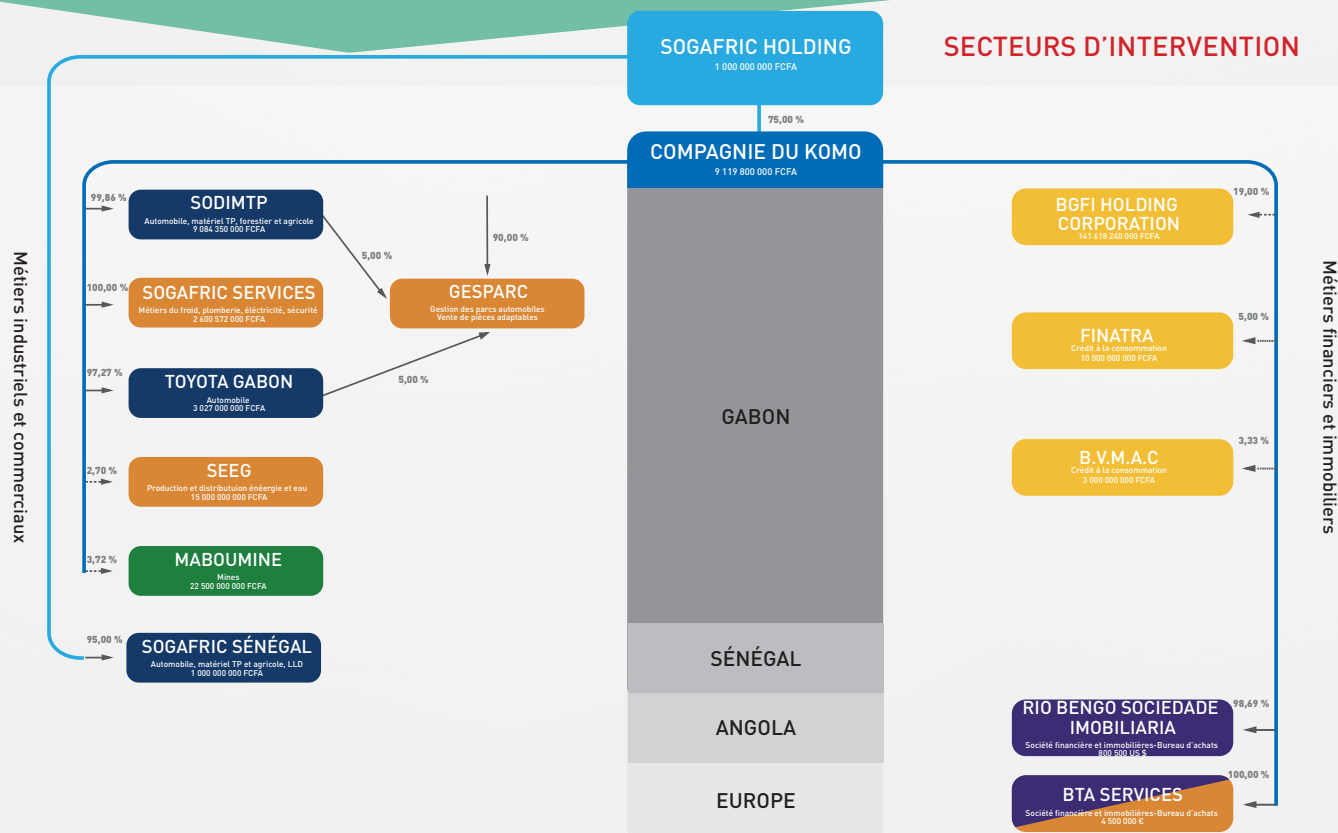 SOGAFRIC HOLDING
1 000 000 000 FCFA
SECTEURS D'INTERVENTION
75,00 %
COMPAGNIE DU KOMO
9 119 800 000 FCFA
Métiers industriels et commerciaux
99,86 %
SODIMTP
Automobile, matériel TP, forestier et agricole
9 084 350 000 FCFA
5,00 %
90,00 %
100,00 %
SOGAFRIC SERVICES
Métiers du froid, plomberie, éléctricité, sécurité
2 600 572 000 FCFA
GESPARC
Gestion des parcs automobiles
Vente de pièces adaptables
97,27 %
TOYOTA GABON
Automobile
3 027 000 000 FCFA
5,00 %
2,70 %
SEEG
Production et distributuion énéergie et eau
15 000 000 000 FCFA
3,72 %
MABOUMINE
Mines
22 500 000 000 FCFA
95,00 %
SOGAFRIC SÉNÉGAL
Automobile, matériel TP et agricole, LLD
1 000 000 000 FCFA
GABON
SÉNÉGAL
ANGOLA
EUROPE
19,00 %
BGFI HOLDING
CORPORATION
141 618 240 000 FCFA
5,00 %
FINATRA
Crédit à la consommation
10 000 000 000 FCFA
3,33 %
B.V.M.A.C
Crédit à la consommation
3 000 000 000 FCFA
98,69 %
RIO BENGO SOCIEDADE
IMOBILIARIA
Société financière et immobilières-Bureau d'achats
800 500 US $
100,00 %
BTA SERVICES
Société financière et immobilières-Bureau d'achats
4 500 000 €
Métiers financiers et immobiliers